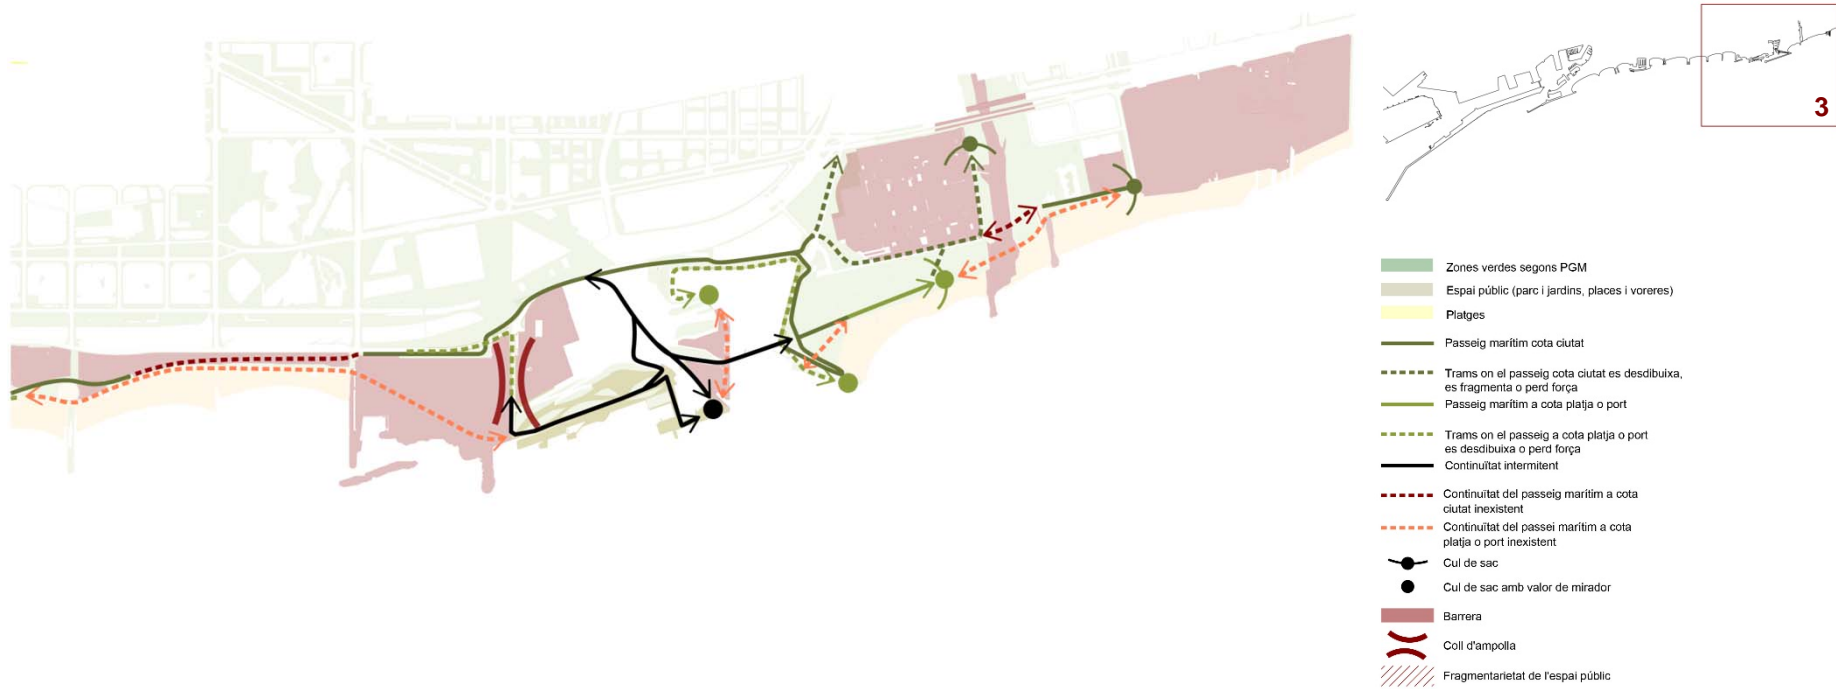 3
Zones verdes segons PGM
Espai públic (parc i jardins, places i voreres)
Platges
Passeig marítim cota ciutat
Trams on el passeig cota ciutat es desdibuixa,
es fragmenta o perd força
Passeig marítim a cota platja o port
Trams on el passeig a cota platja o port
es desdibuixa o perd força
Continuïtat intermitent
Continuïtat del passeig marítim a cota
ciutat inexistent
Continuïtat del passei marítim a cota
platja o port inexistent
Cul de sac
Cul de sac amb valor de mirador
Barrera
Coll d'ampolla
Fragmentarietat de l'espai públic